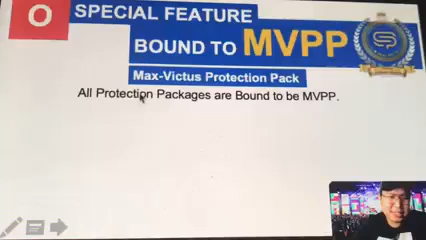 O
SPECIAL FEATURE
BOUND TO MVPP
Max-Victus Protection Pack
All Protection Packages are Bound to be MVPP.